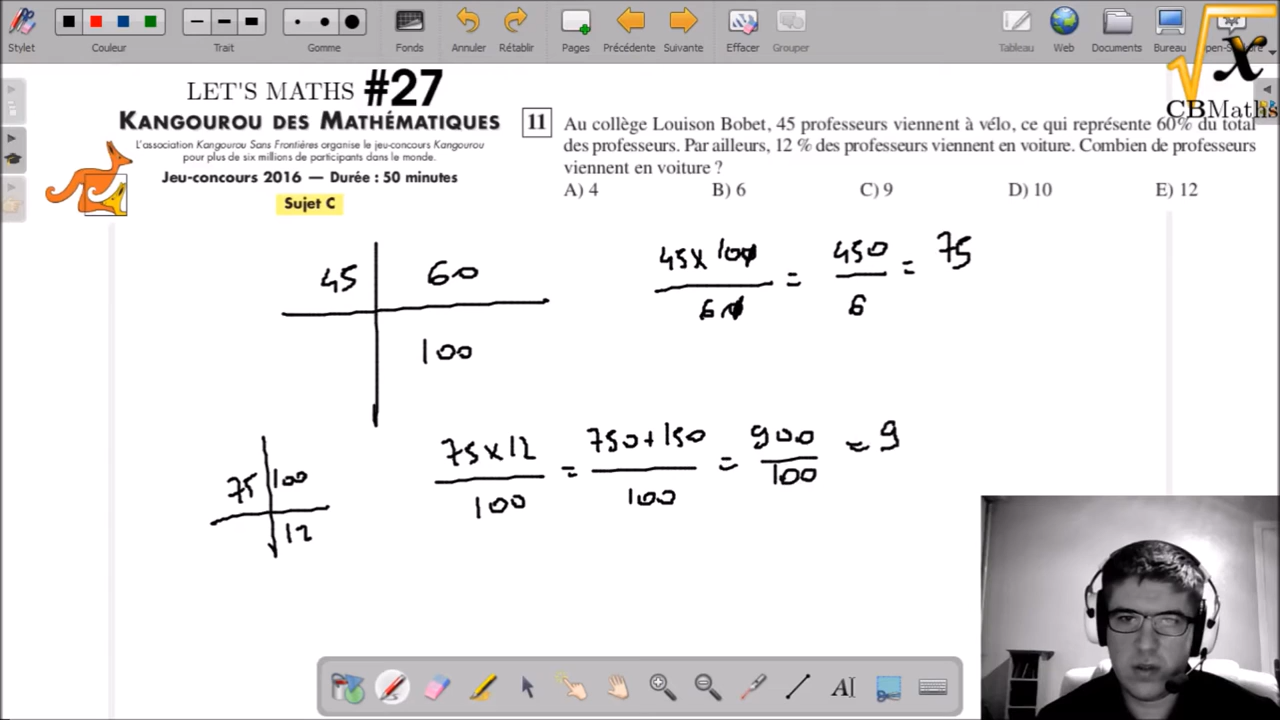 Stylet Couleur Trait Gomme Fonds Annuler Rétablir Pages Précédente Suivante Effacer Grouper Tableau Web Documents Bureau
x
CBMaths
LET'S MATHS #27
KANGOUROU DES MATHÉMATIQUES
L'association Kangourou Sans Frontières organise le jeu-concours Kangourou
pour plus de six millions de participants dans le monde.
Jeu-concours 2016 — Durée : 50 minutes
Sujet C
11 Au collège Louison Bobet, 45 professeurs viennent à vélo, ce qui représente 60% du total
des professeurs. Par ailleurs, 12 % des professeurs viennent en voiture. Combien de professeurs
viennent en voiture ?
A) 4 B) 6 C) 9 D) 10 E) 12
45 60
100
45 x 100 / 60 = 450 / 6 = 75
75 100
12
75 x 12 / 100 = 750 + 150 / 100 = 900 / 100 = 9
AI